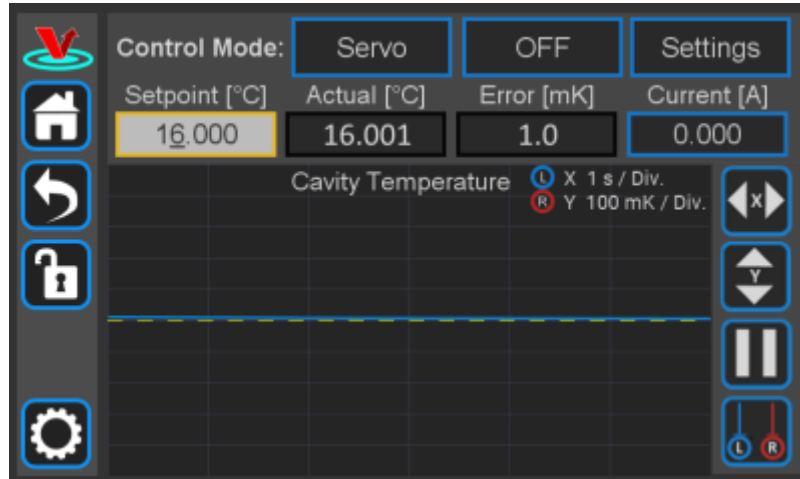 Control Mode: Servo OFF Settings
Setpoint [°C] Actual [°C] Error [mK] Current [A]
16.000 16.001 1.0 0.000
Cavity Temperature L X 1 s / Div.
R Y 100 mK / Div.
X
Y
L R